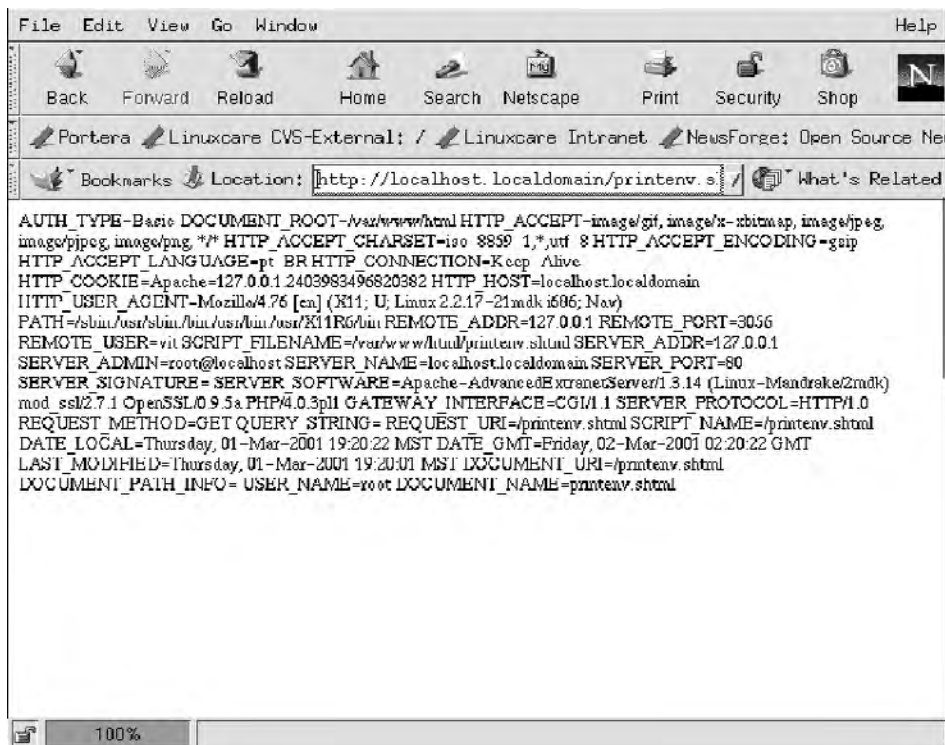 File Edit View Go Window Help
Back Forward Reload Home Search Netscape Print Security Shop N
My
Portera Linuxcare CVS-External: / Linuxcare Intranet NewsForge: Open Source Ne
Bookmarks Location: http://localhost.localdomain/printenv.s / What's Related
AUTH_TYPE=Basic DOCUMENT_ROOT=/var/www/html HTTP_ACCEPT=image/gif, image/x-xbitmap, image/jpeg,
image/pjpeg, image/png, */* HTTP_ACCEPT_CHARSET=iso-8859-1,*,utf-8 HTTP_ACCEPT_ENCODING=gzip
HTTP_ACCEPT_LANGUAGE=pt-BR HTTP_CONNECTION=Keep-Alive
HTTP_COOKIE=Apache=127.0.0.1.2403983496820382 HTTP_HOST=localhost.localdomain
HTTP_USER_AGENT=Mozilla/4.76 [en] (X11; U; Linux 2.2.17-21mdk i686; Nav)
PATH=/sbin:/usr/sbin:/bin:/usr/bin:/usr/X11R6/bin REMOTE_ADDR=127.0.0.1 REMOTE_PORT=3056
REMOTE_USER=vit SCRIPT_FILENAME=/var/www/html/printenv.shtml SERVER_ADDR=127.0.0.1
SERVER_ADMIN=root@localhost SERVER_NAME=localhost.localdomain SERVER_PORT=80
SERVER_SIGNATURE= SERVER_SOFTWARE=Apache-AdvancedExtranetServer/1.3.14 (Linux-Mandrake/2mdk)
mod_ssl/2.7.1 OpenSSL/0.9.5a PHP/4.0.3pl1 GATEWAY_INTERFACE=CGI/1.1 SERVER_PROTOCOL=HTTP/1.0
REQUEST_METHOD=GET QUERY_STRING= REQUEST_URI=/printenv.shtml SCRIPT_NAME=/printenv.shtml
DATE_LOCAL=Thursday, 01-Mar-2001 19:20:22 MST DATE_GMT=Friday, 02-Mar-2001 02:20:22 GMT
LAST_MODIFIED=Thursday, 01-Mar-2001 19:20:01 MST DOCUMENT_URI=/printenv.shtml
DOCUMENT_PATH_INFO= USER_NAME=root DOCUMENT_NAME=printenv.shtml
100%